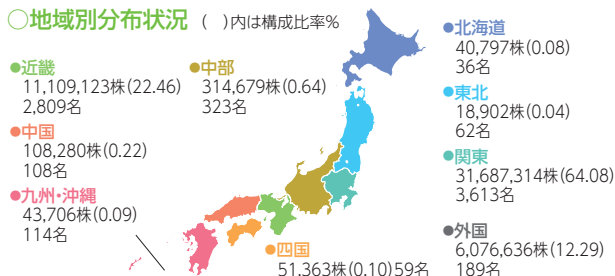 ○地域別分布状況 (　)内は構成比率%
●北海道
40,797株(0.08)
36名
●近畿
11,109,123株(22.46)
2,809名
●中部
314,679株(0.64)
323名
●東北
18,902株(0.04)
62名
●中国
108,280株(0.22)
108名
●関東
31,687,314株(64.08)
3,613名
●九州・沖縄
43,706株(0.09)
114名
●外国
6,076,636株(12.29)
189名
●四国
51,363株(0.10)59名